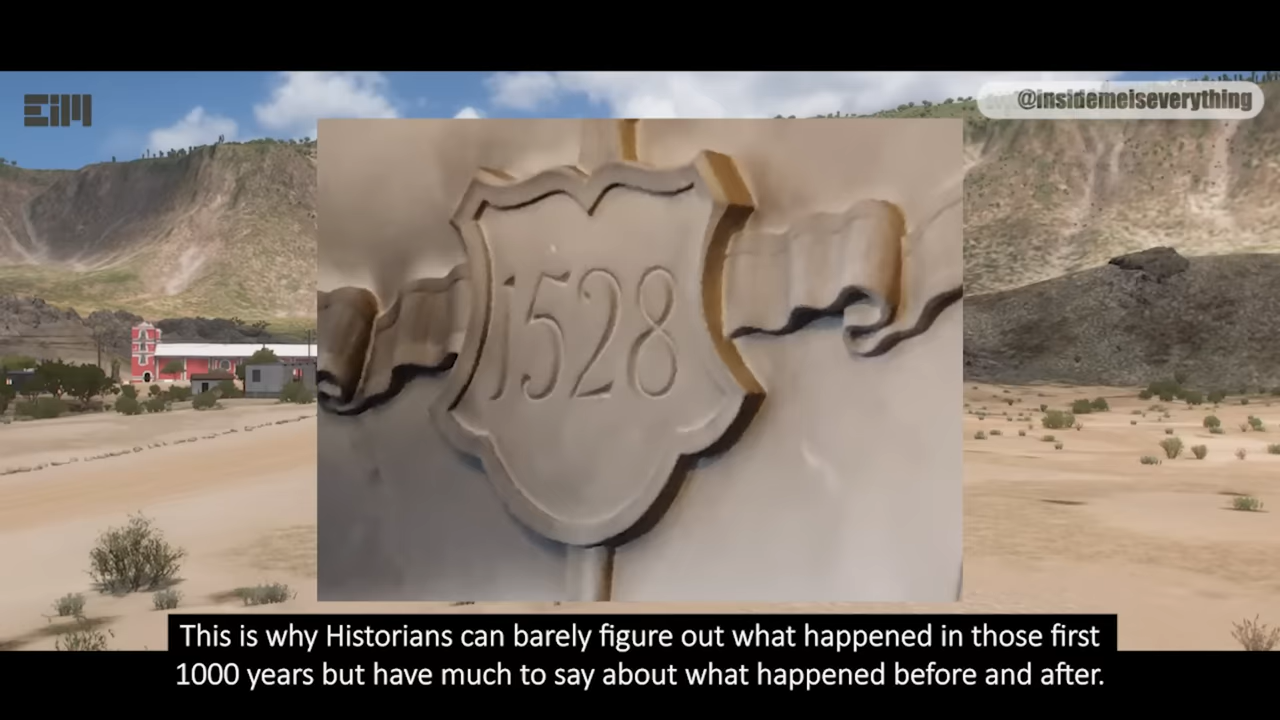 EIM
@insidemeiseverything
1528
This is why Historians can barely figure out what happened in those first
1000 years but have much to say about what happened before and after.